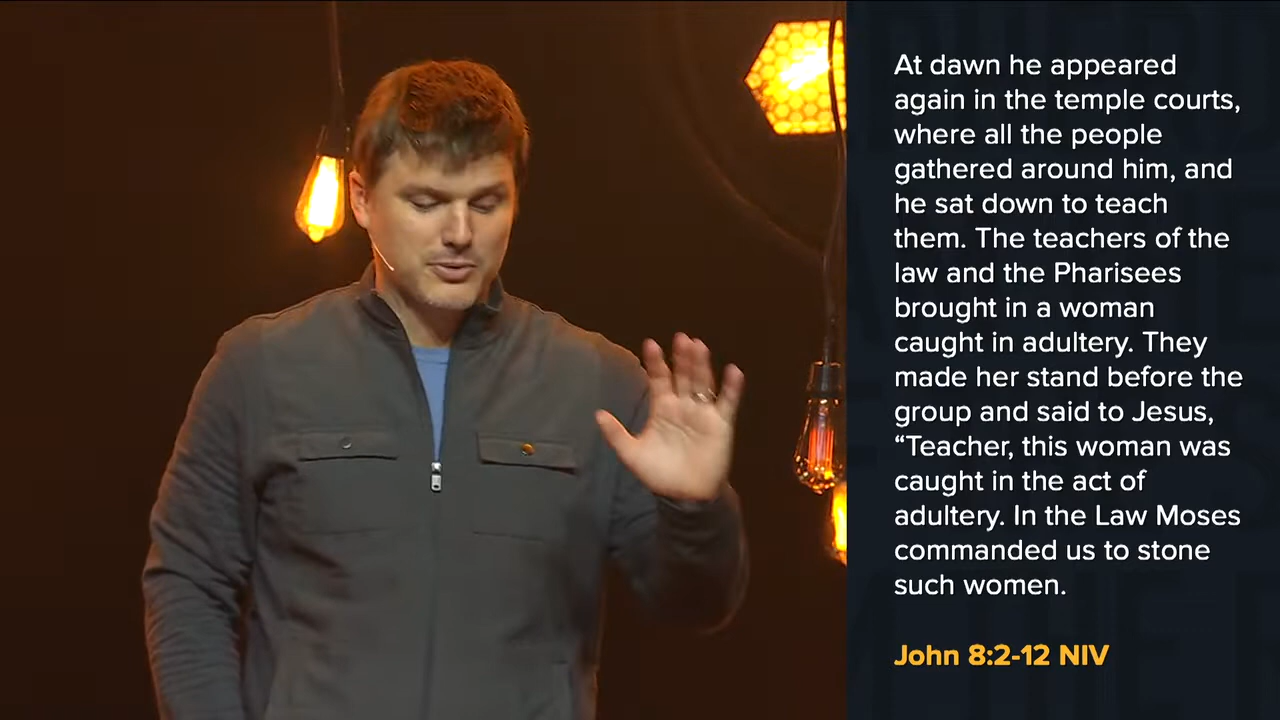 At dawn he appeared
again in the temple courts,
where all the people
gathered around him, and
he sat down to teach
them. The teachers of the
law and the Pharisees
brought in a woman
caught in adultery. They
made her stand before the
group and said to Jesus,
“Teacher, this woman was
caught in the act of
adultery. In the Law Moses
commanded us to stone
such women.
John 8:2-12 NIV